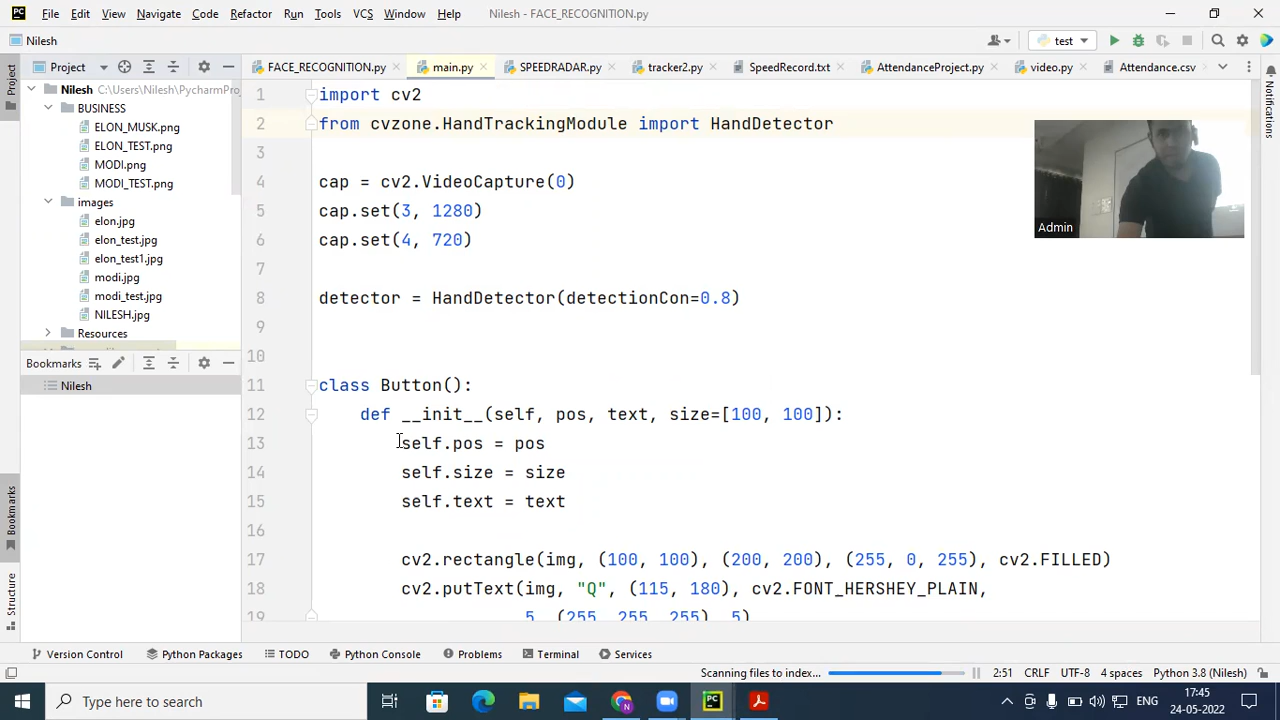 File Edit View Navigate Code Refactor Run Tools VCS Window Help Nilesh - FACE_RECOGNITION.py
Nilesh test
Project FACE_RECOGNITION.py main.py SPEEDRADAR.py tracker2.py SpeedRecord.txt AttendanceProject.py video.py Attendance.csv
Project
Notifications
Nilesh C:\Users\Nilesh\PycharmProj
BUSINESS
ELON_MUSK.png
ELON_TEST.png
MODI.png
MODI_TEST.png
images
elon.jpg
elon_test.jpg
elon_test1.jpg
modi.jpg
modi_test.jpg
NILESH.jpg
Resources
Bookmarks
Nilesh
Bookmarks
Structure
1 import cv2
2 from cvzone.HandTrackingModule import HandDetector
3
4 cap = cv2.VideoCapture(0)
5 cap.set(3, 1280)
6 cap.set(4, 720)
7
8 detector = HandDetector(detectionCon=0.8)
9
10
11 class Button():
12 def __init__(self, pos, text, size=[100, 100]):
13 self.pos = pos
14 self.size = size
15 self.text = text
16
17 cv2.rectangle(img, (100, 100), (200, 200), (255, 0, 255), cv2.FILLED)
18 cv2.putText(img, "Q", (115, 180), cv2.FONT_HERSHEY_PLAIN,
19 5, (255, 255, 255), 5)
Admin
Version Control Python Packages TODO Python Console Problems Terminal Services
Scanning files to index... 2:51 CRLF UTF-8 4 spaces Python 3.8 (Nilesh)
Type here to search ENG 17:45
24-05-2022